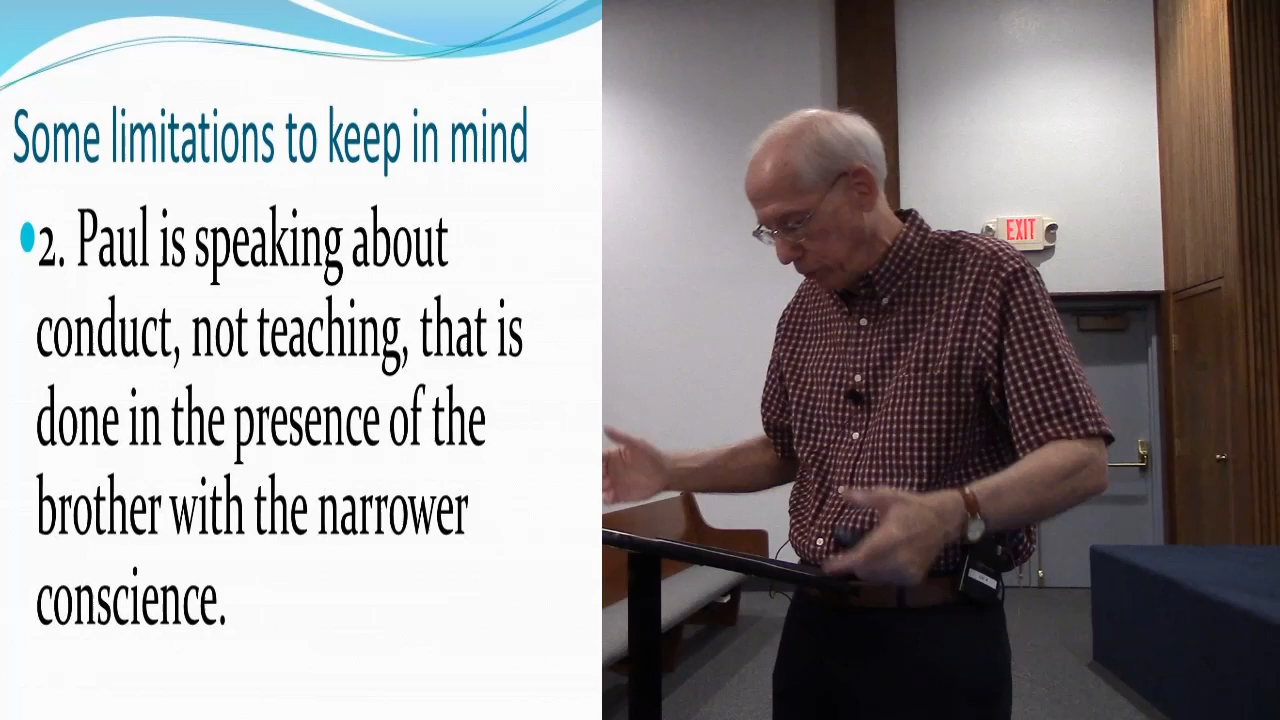 Some limitations to keep in mind
•2. Paul is speaking about
conduct, not teaching, that is
done in the presence of the
brother with the narrower
conscience.
EXIT